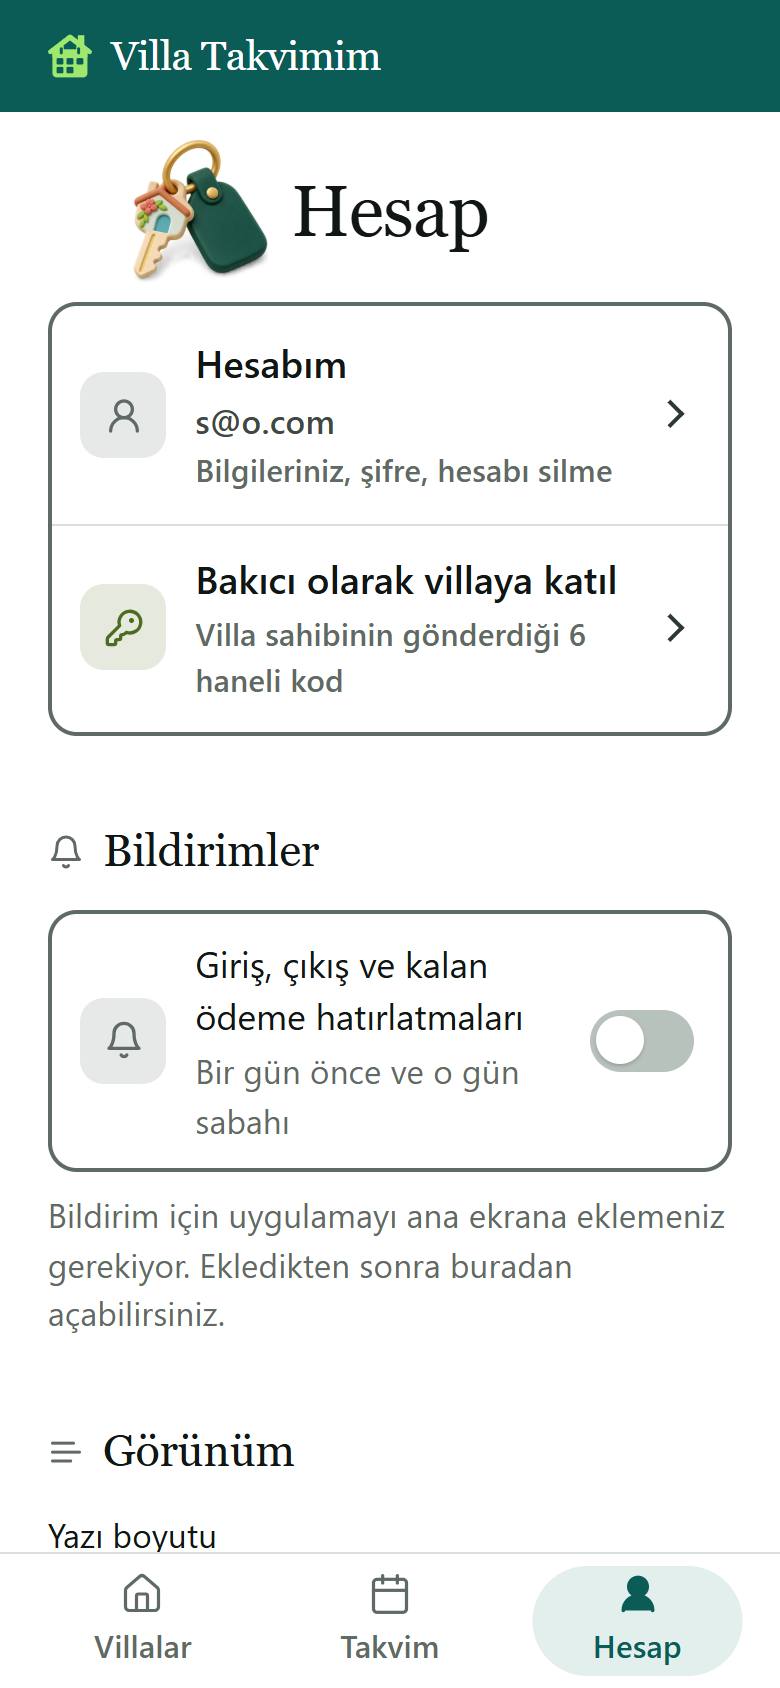 Villa Takvimim
Hesap
Hesabım
s@o.com
Bilgileriniz, şifre, hesabı silme
Bakıcı olarak villaya katıl
Villa sahibinin gönderdiği 6
haneli kod
Bildirimler
Giriş, çıkış ve kalan
ödeme hatırlatmaları
Bir gün önce ve o gün
sabahı
Bildirim için uygulamayı ana ekrana eklemeniz
gerekiyor. Ekledikten sonra buradan
açabilirsiniz.
Görünüm
Yazı boyutu
Villalar
Takvim
Hesap